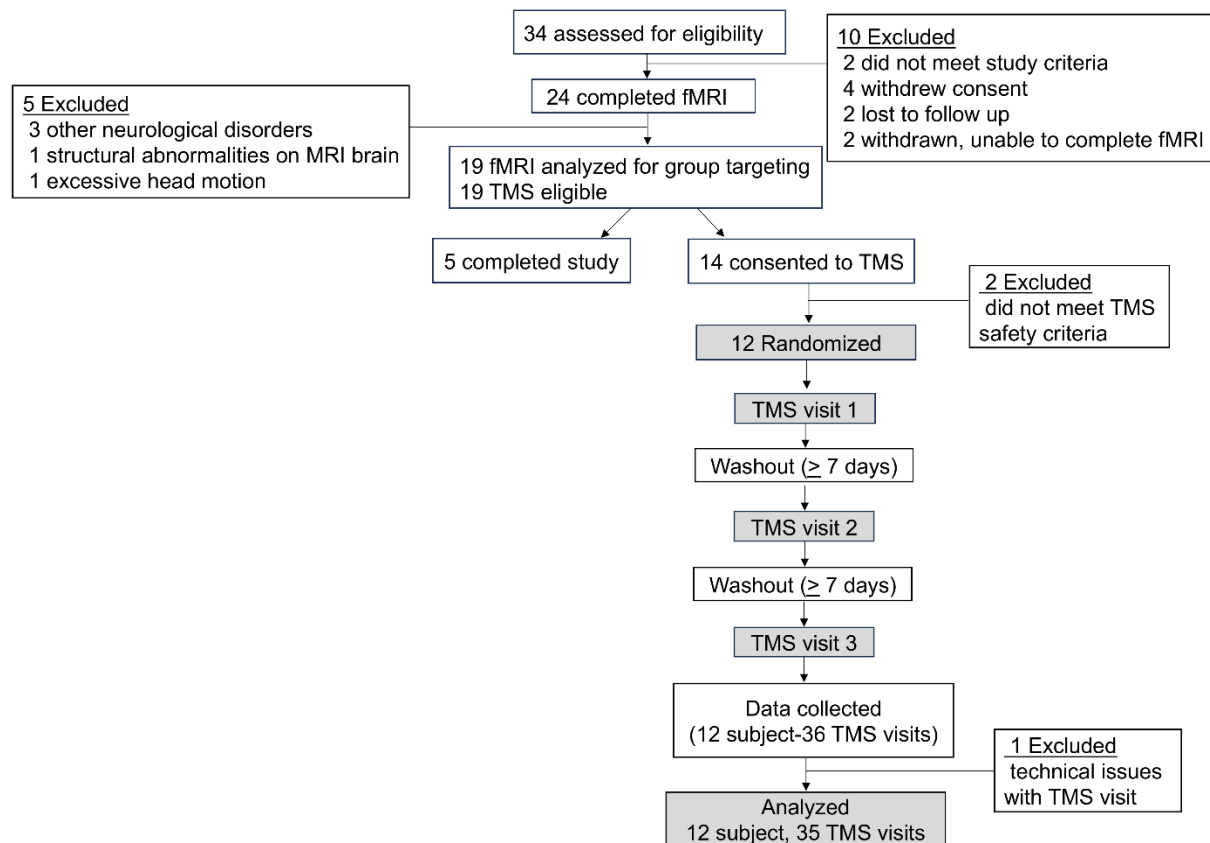 34 assessed for eligibility
10 Excluded
2 did not meet study criteria
4 withdrew consent
2 lost to follow up
2 withdrawn, unable to complete fMRI
24 completed fMRI
5 Excluded
3 other neurological disorders
1 structural abnormalities on MRI brain
1 excessive head motion
19 fMRI analyzed for group targeting
19 TMS eligible
5 completed study
14 consented to TMS
2 Excluded
did not meet TMS
safety criteria
12 Randomized
TMS visit 1
Washout (≥ 7 days)
TMS visit 2
Washout (≥ 7 days)
TMS visit 3
Data collected
(12 subject-36 TMS visits)
1 Excluded
technical issues
with TMS visit
Analyzed
12 subject, 35 TMS visits